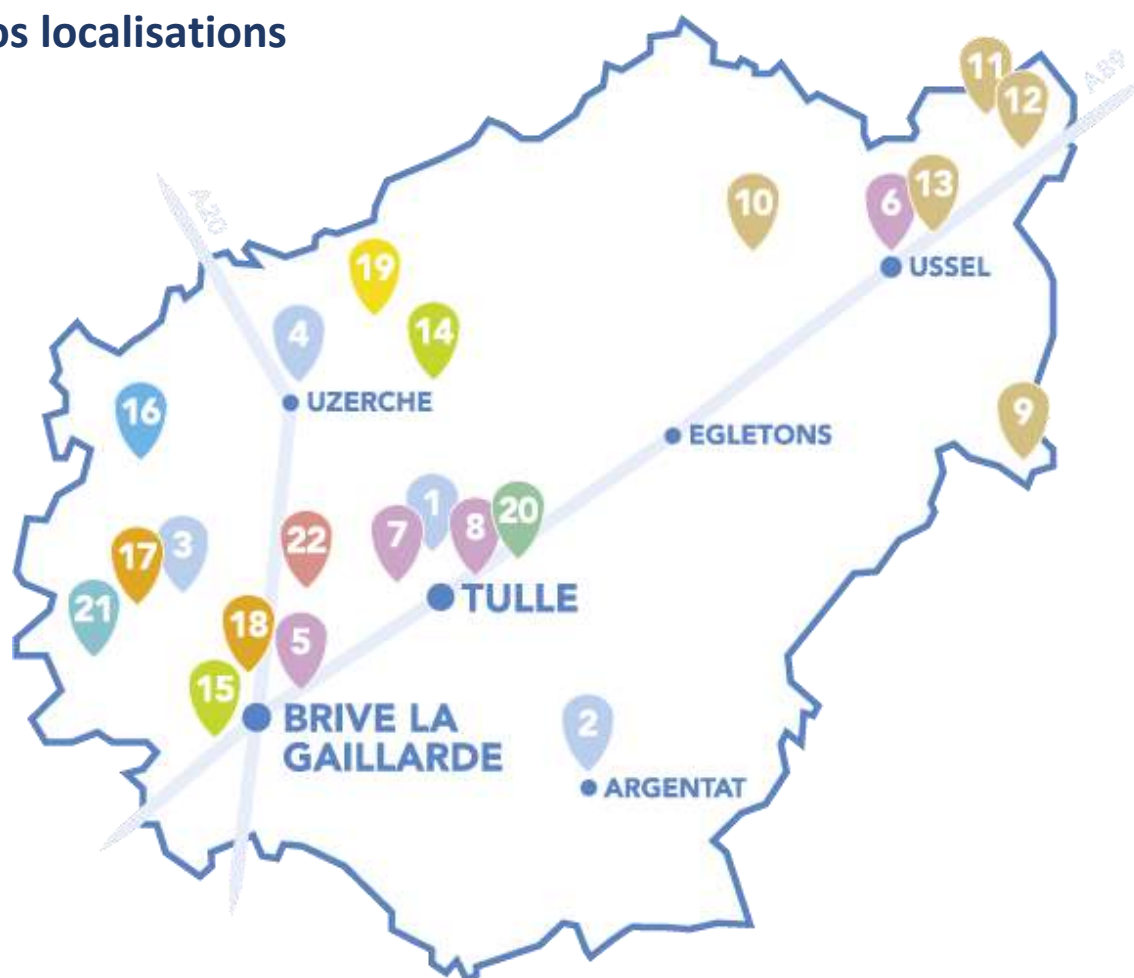 os localisations
11
A89
12
13
10
6
A20
USSEL
19
14
4
UZERCHE
16
9
EGLETONS
1
20
7
8
22
3
17
TULLE
21
18
5
15
BRIVE LA
GAILLARDE
2
ARGENTAT